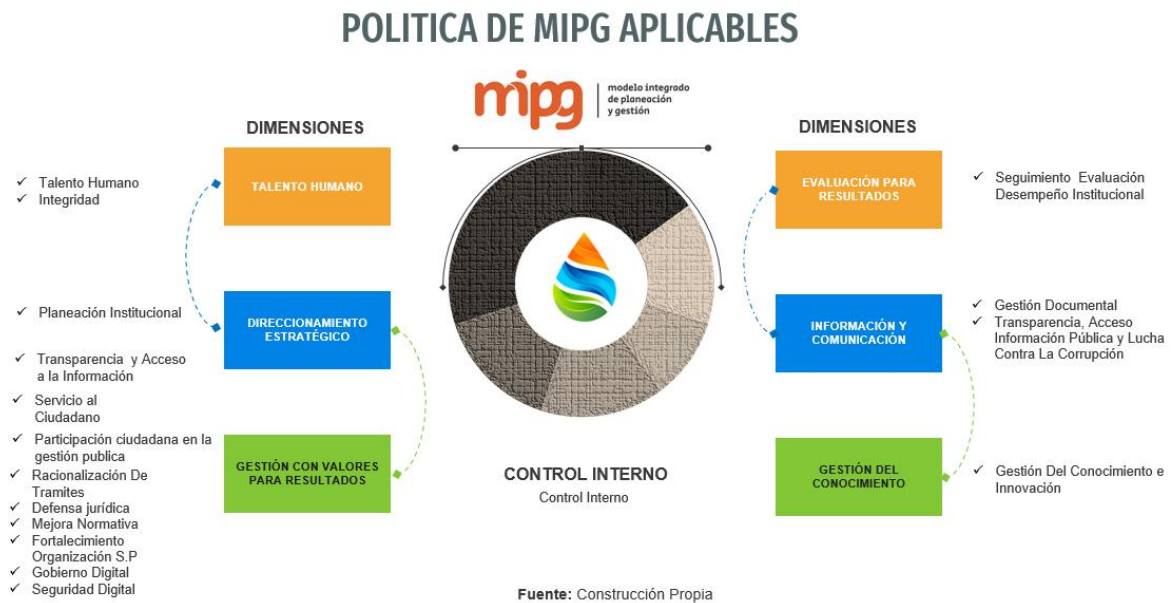 POLITICA DE MIPG APLICABLES
mipg
modelo integrado
de planeación
y gestión
DIMENSIONES
TALENTO HUMANO
✓ Talento Humano
✓ Integridad
DIRECCIONAMIENTO
ESTRATÉGICO
✓ Planeación Institucional
✓ Transparencia y Acceso
a la Información
✓ Servicio al
Ciudadano
✓ Participación ciudadana en la
gestión publica
✓ Racionalización De
Tramites
✓ Defensa jurídica
✓ Mejora Normativa
✓ Fortalecimiento
Organización S.P
✓ Gobierno Digital
✓ Seguridad Digital
GESTIÓN CON VALORES
PARA RESULTADOS
CONTROL INTERNO
Control Interno
DIMENSIONES
EVALUACIÓN PARA
RESULTADOS
✓ Seguimiento Evaluación
Desempeño Institucional
INFORMACIÓN Y
COMUNICACIÓN
✓ Gestión Documental
✓ Transparencia, Acceso
Información Pública y Lucha
Contra La Corrupción
GESTIÓN DEL
CONOCIMIENTO
✓ Gestión Del Conocimiento e
Innovación
Fuente: Construcción Propia